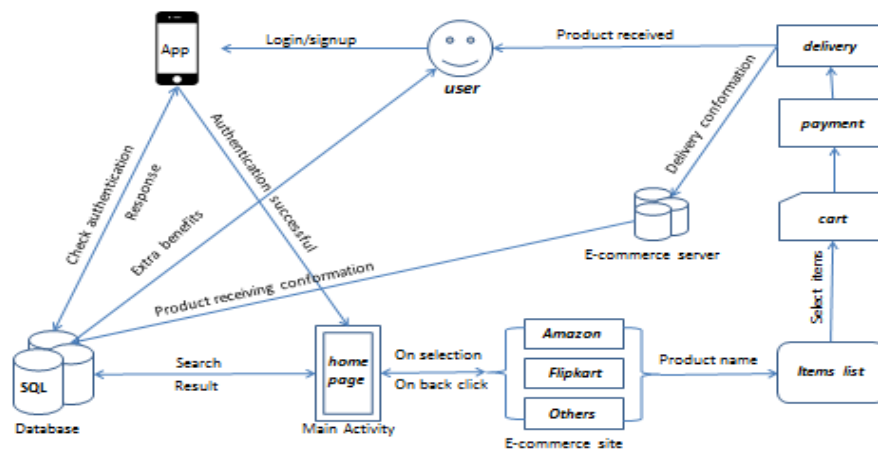 App
Login/signup
user
Product received
delivery
Delivery conformation
payment
Authentication successful
Check authentication
Response
Extra benefits
cart
E-commerce server
Product receiving conformation
Select items
SQL
Database
Search
Result
home
page
Main Activity
On selection
On back click
Amazon
Flipkart
Others
E-commerce site
Product name
Items list